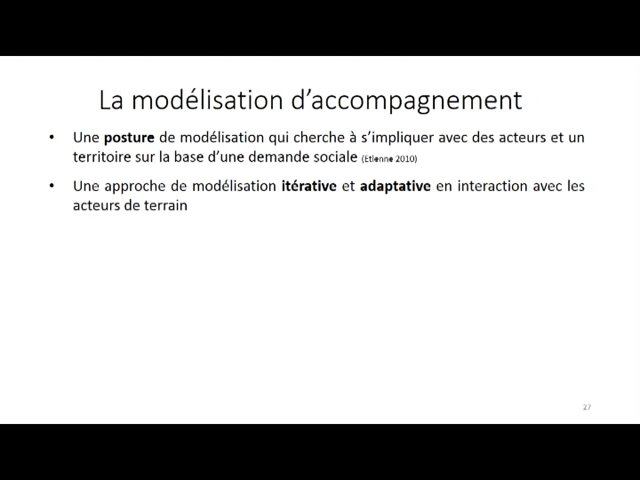 La modélisation d'accompagnement
• Une posture de modélisation qui cherche à s'impliquer avec des acteurs et un
territoire sur la base d'une demande sociale (Etienne 2010)
• Une approche de modélisation itérative et adaptative en interaction avec les
acteurs de terrain
27